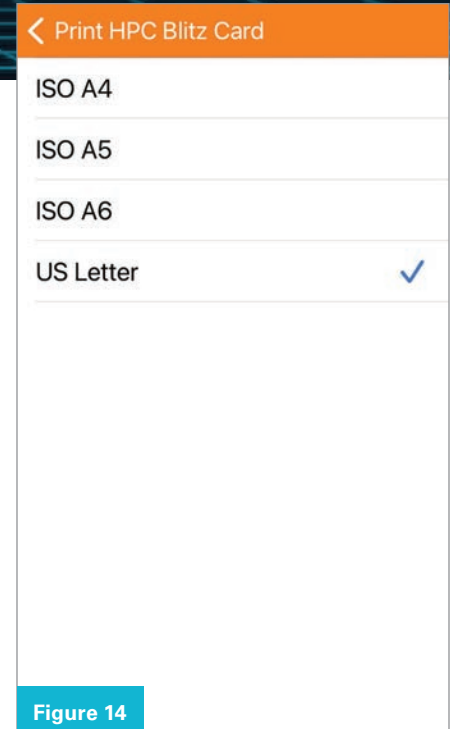 Print HPC Blitz Card
ISO A4
ISO A5
ISO A6
US Letter
Figure 14